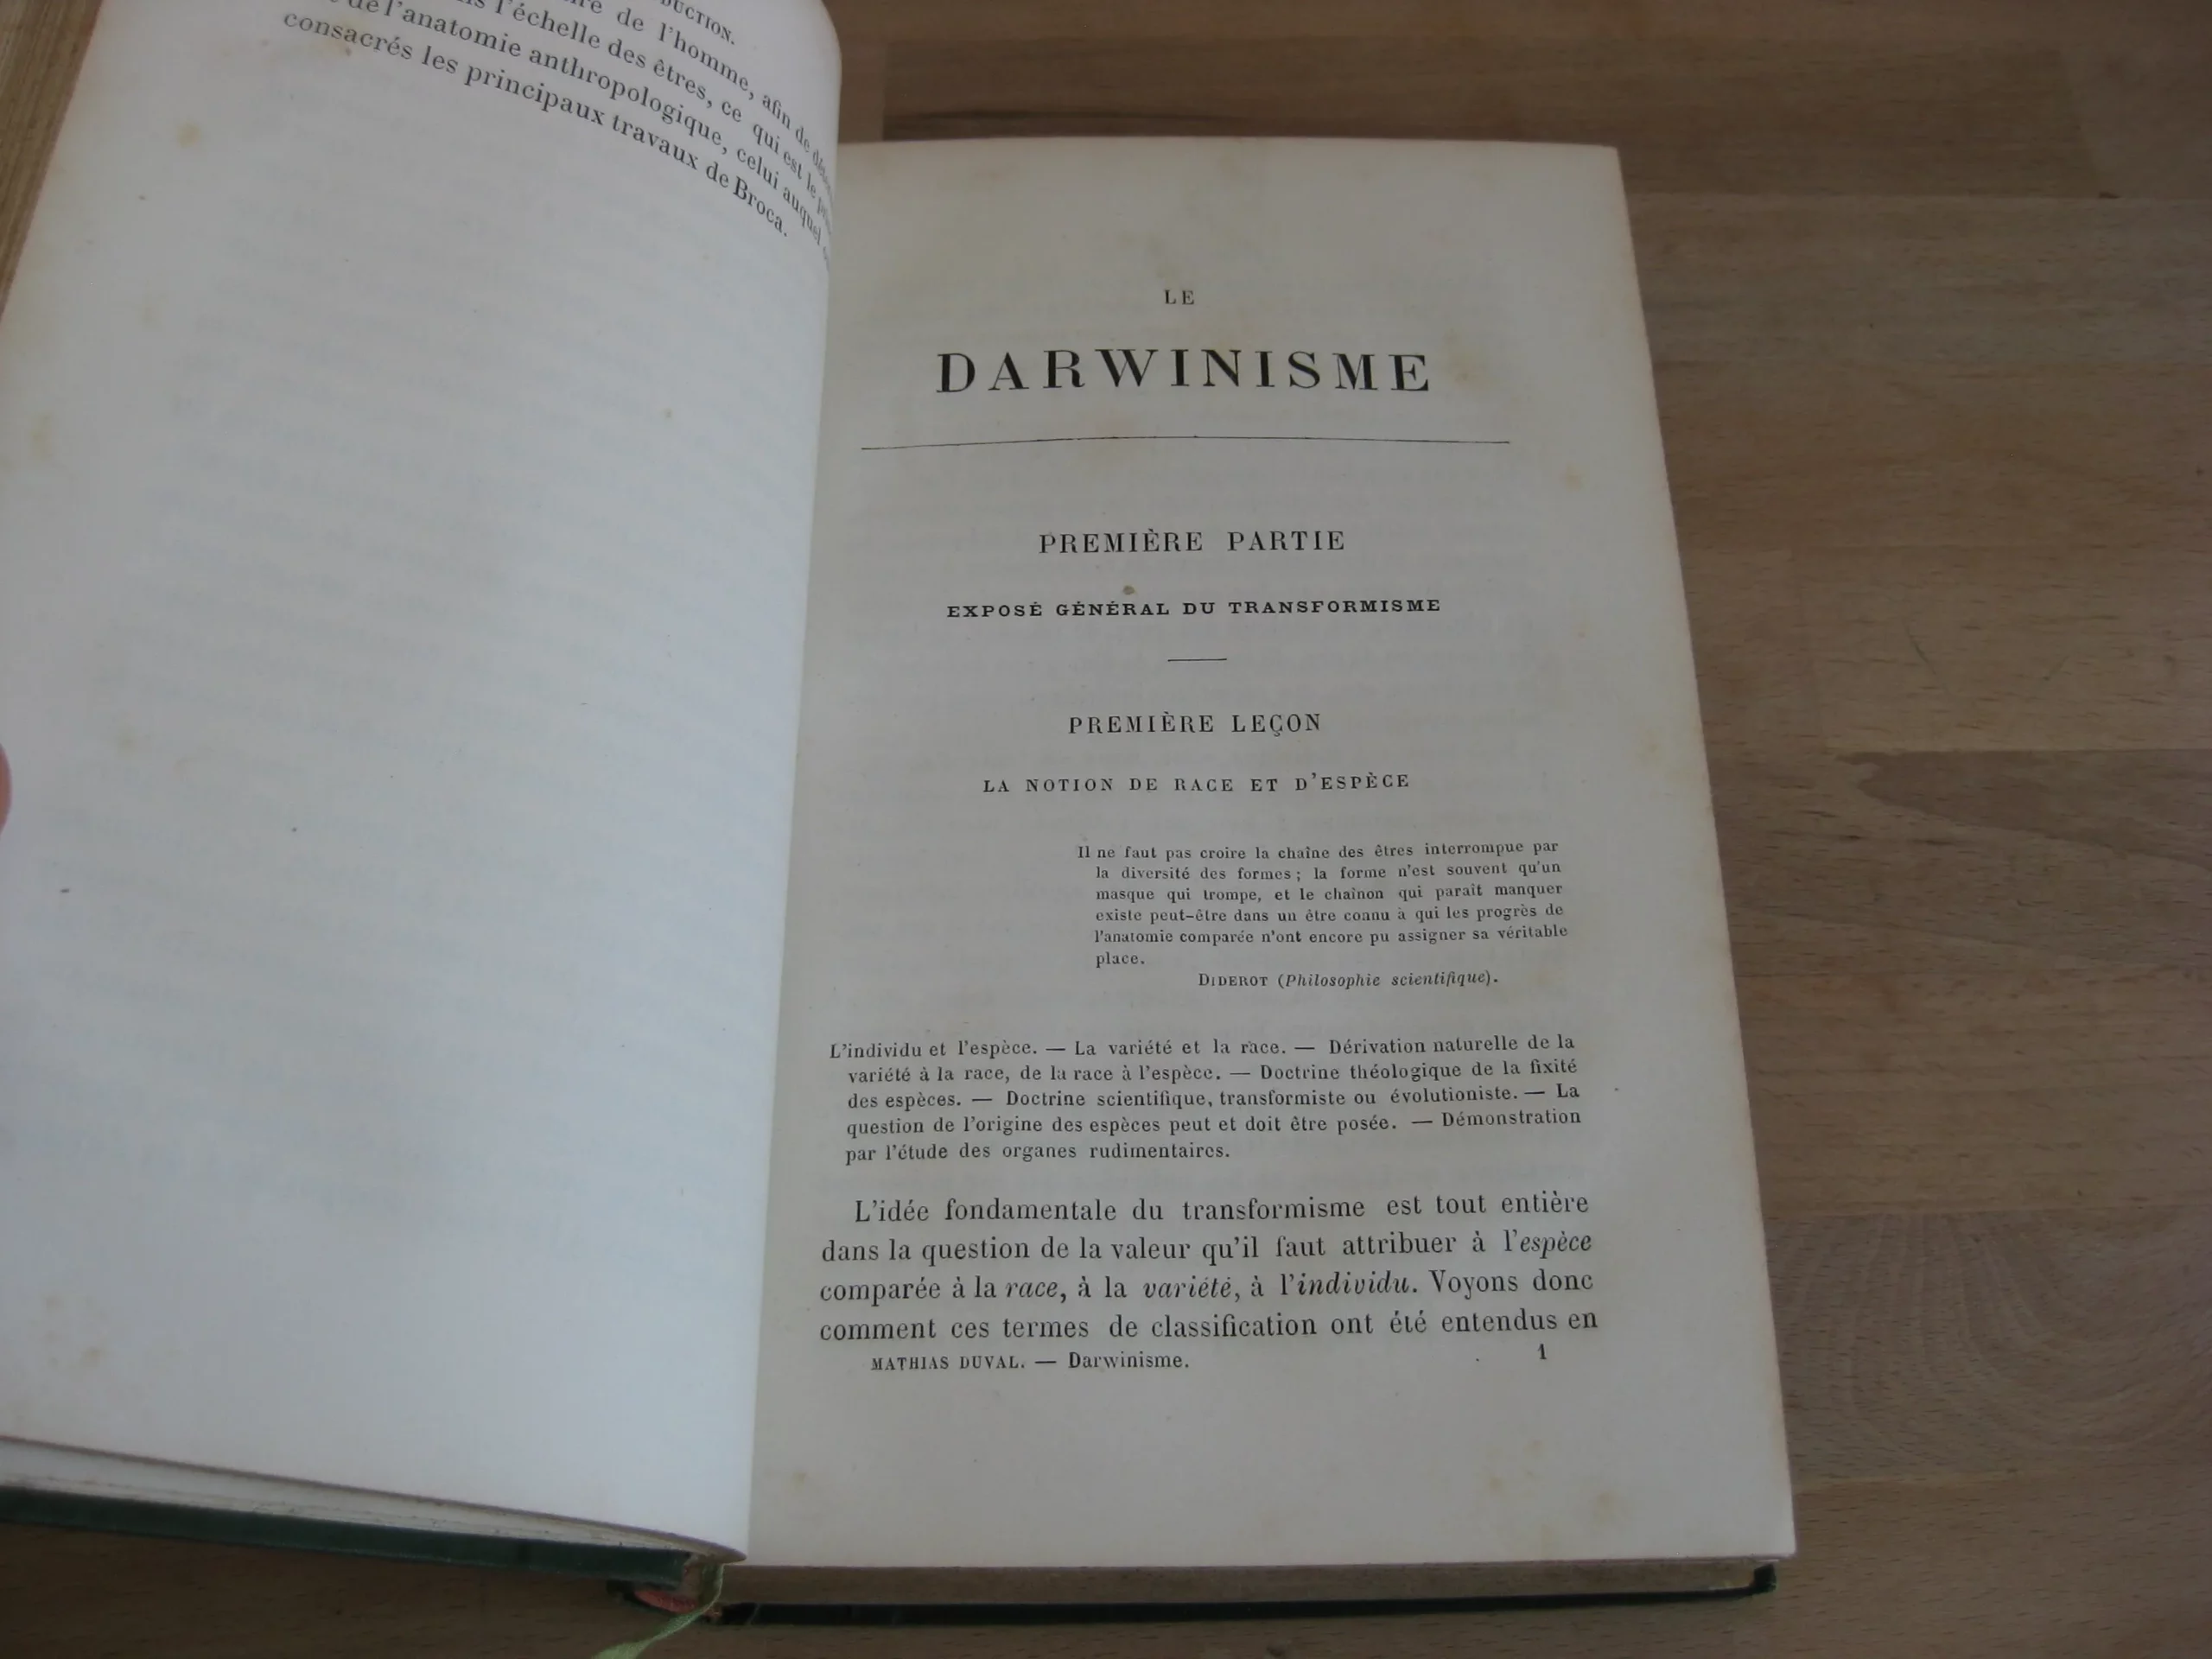 DUCTION.
de l'homme, afin de
l'échelle des êtres, ce qui est le
de l'anatomie anthropologique, celui auquel
consacrés les principaux travaux de Broca.
LE
DARWINISME
PREMIÈRE PARTIE
EXPOSÉ GÉNÉRAL DU TRANSFORMISME
PREMIÈRE LEÇON
LA NOTION DE RACE ET D'ESPÈCE
Il ne faut pas croire la chaîne des êtres interrompue par
la diversité des formes ; la forme n'est souvent qu'un
masque qui trompe, et le chaînon qui paraît manquer
existe peut-être dans un être connu à qui les progrès de
l'anatomie comparée n'ont encore pu assigner sa véritable
place.
DIDEROT (Philosophie scientifique).
L'individu et l'espèce. — La variété et la race. — Dérivation naturelle de la
variété à la race, de la race à l'espèce. — Doctrine théologique de la fixité
des espèces. — Doctrine scientifique, transformiste ou évolutioniste. — La
question de l'origine des espèces peut et doit être posée. — Démonstration
par l'étude des organes rudimentaires.
L'idée fondamentale du transformisme est tout entière
dans la question de la valeur qu'il faut attribuer à l'espèce
comparée à la race, à la variété, à l'individu. Voyons donc
comment ces termes de classification ont été entendus en
MATHIAS DUVAL. — Darwinisme. 1